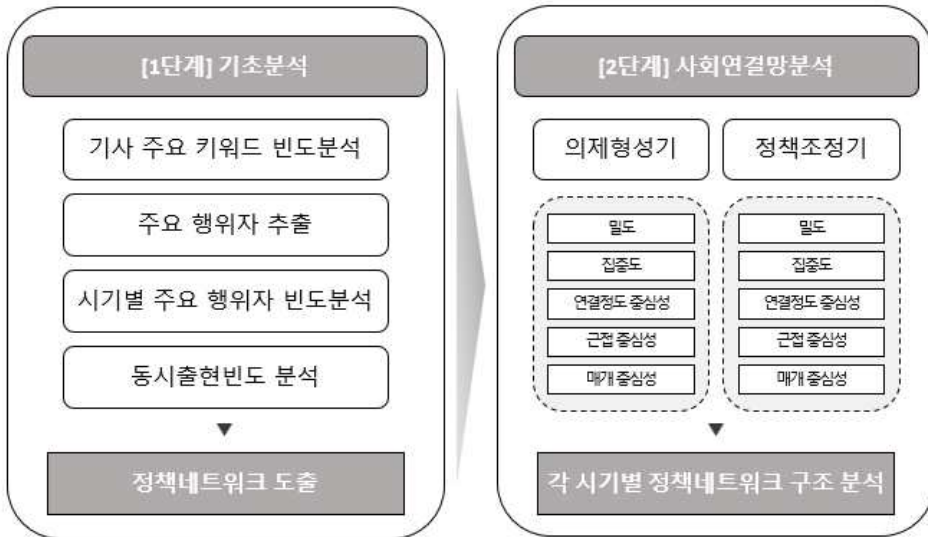 [1단계] 기초분석
기사 주요 키워드 빈도분석
주요 행위자 추출
시기별 주요 행위자 빈도분석
동시출현빈도 분석
▼
정책네트워크 도출
[2단계] 사회연결망분석
의제형성기
정책조정기
밀도
집중도
연결정도 중심성
근접 중심성
매개 중심성
밀도
집중도
연결정도 중심성
근접 중심성
매개 중심성
▼
각 시기별 정책네트워크 구조 분석